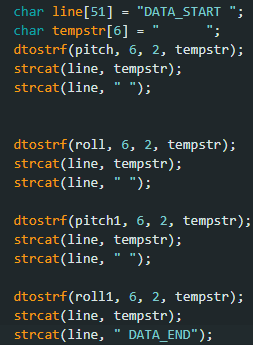 char line[51] = "DATA_START ";
char tempstr[6] = "      ";
dtostrf(pitch, 6, 2, tempstr);
strcat(line, tempstr);
strcat(line, " ");
dtostrf(roll, 6, 2, tempstr);
strcat(line, tempstr);
strcat(line, " ");
dtostrf(pitch1, 6, 2, tempstr);
strcat(line, tempstr);
strcat(line, " ");
dtostrf(roll1, 6, 2, tempstr);
strcat(line, tempstr);
strcat(line, " DATA_END");